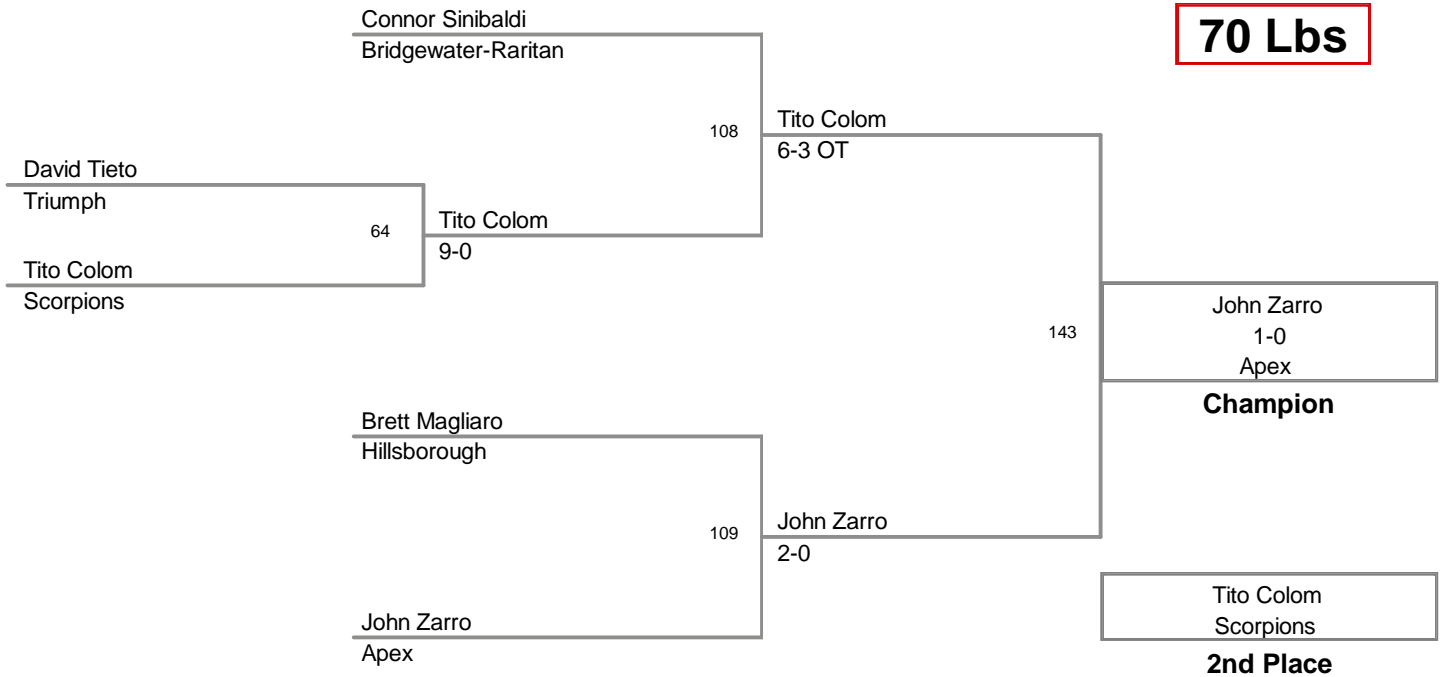 Connor Sinibaldi
Bridgewater-Raritan
70 Lbs
108
Tito Colom
6-3 OT
David Tieto
Triumph
64
Tito Colom
9-0
Tito Colom
Scorpions
143
John Zarro
1-0
Apex
Champion
Brett Magliaro
Hillsborough
109
John Zarro
2-0
John Zarro
Apex
Tito Colom
Scorpions
2nd Place